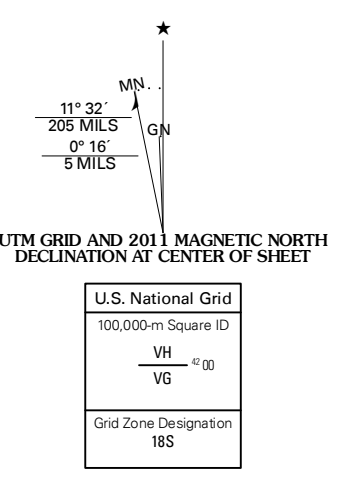 ★
MN
11° 32´
205 MILS
GN
0° 16´
5 MILS
UTM GRID AND 2011 MAGNETIC NORTH
DECLINATION AT CENTER OF SHEET
U.S. National Grid
100,000-m Square ID
VH
42 00
VG
Grid Zone Designation
18S